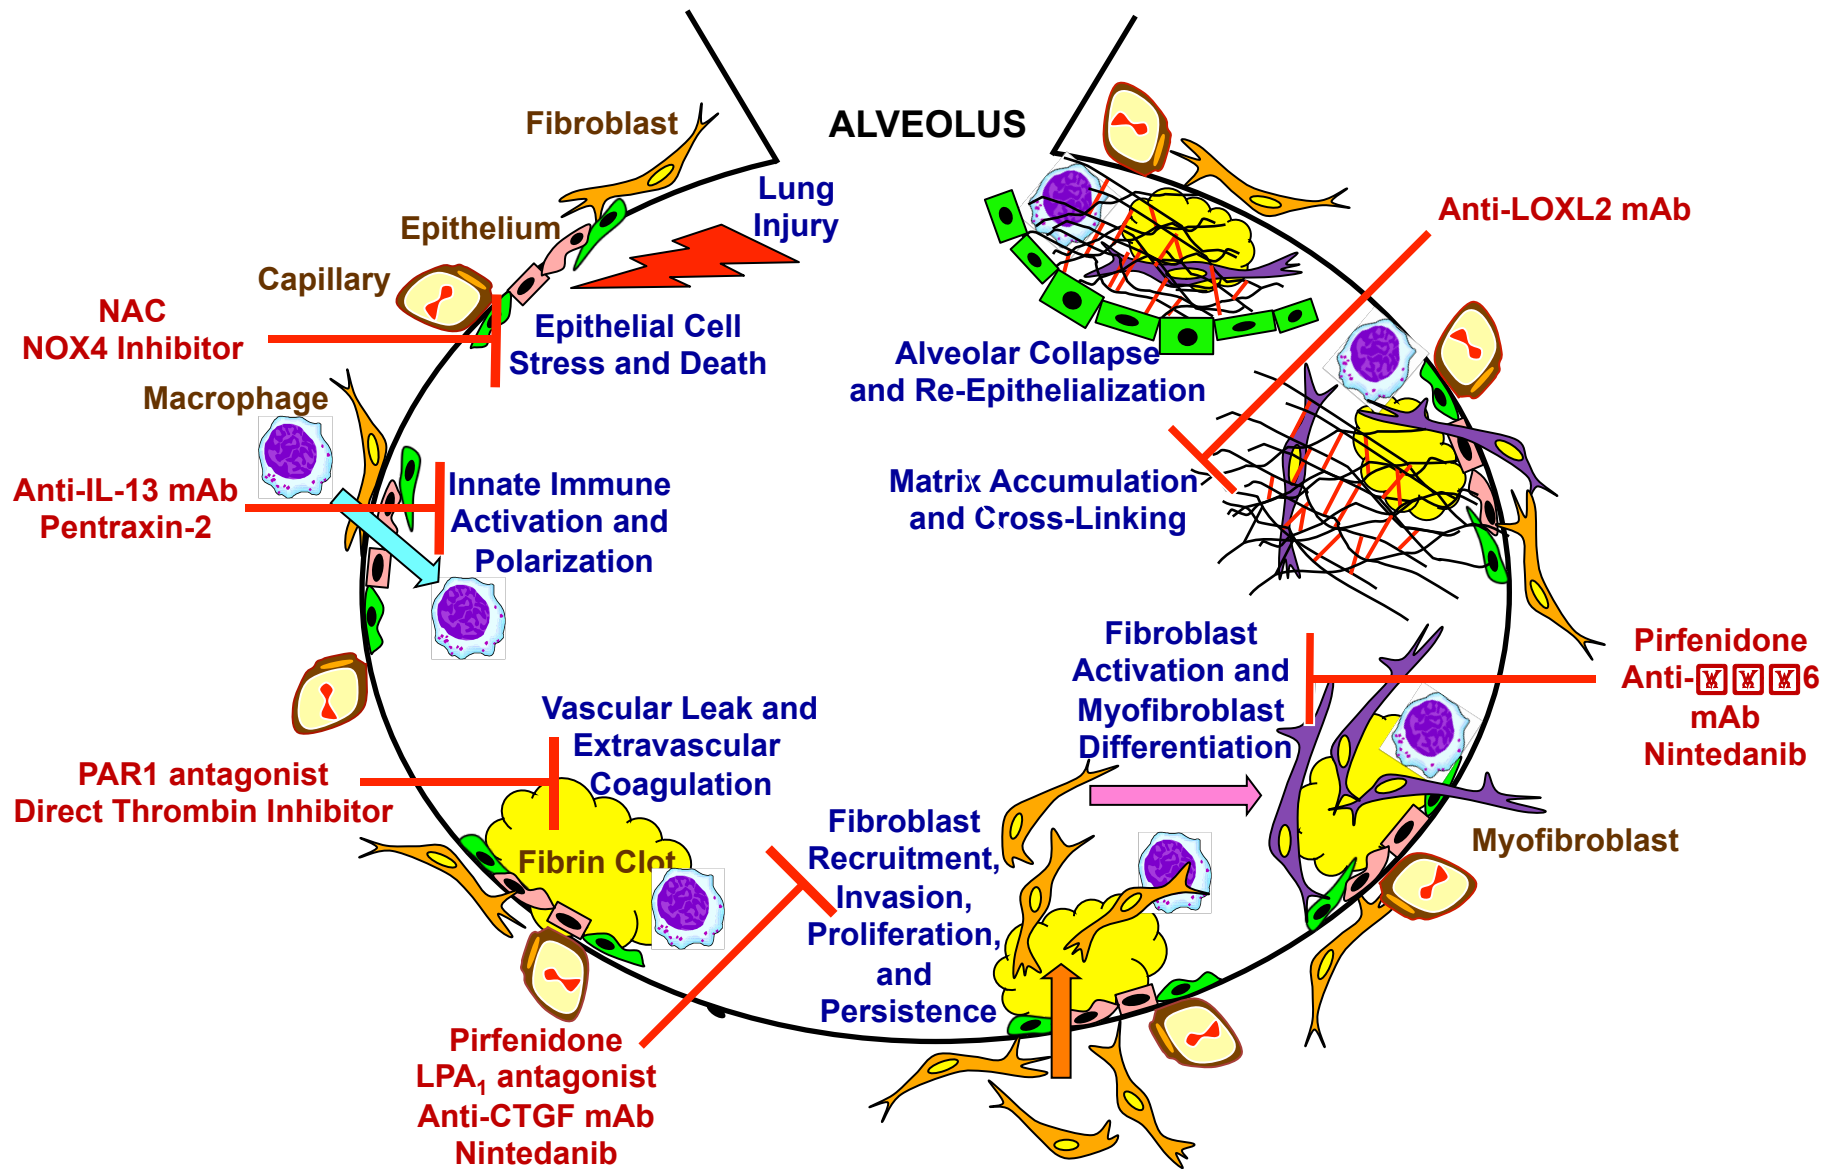 ALVEOLUS
Fibroblast
Lung
Injury
Epithelium
Capillary
NAC
NOX4 Inhibitor
Epithelial Cell
Stress and Death
Macrophage
Anti-IL-13 mAb
Pentraxin-2
Innate Immune
Activation and
Polarization
Vascular Leak and
Extravascular
Coagulation
PAR1 antagonist
Direct Thrombin Inhibitor
Fibrin Clot
Fibroblast
Recruitment,
Invasion,
Proliferation,
and
Persistence
Pirfenidone
LPA₁ antagonist
Anti-CTGF mAb
Nintedanib
Fibroblast
Activation and
Myofibroblast
Differentiation
Pirfenidone
Anti-6
mAb
Nintedanib
Myofibroblast
Matrix Accumulation
and Cross-Linking
Anti-LOXL2 mAb
Alveolar Collapse
and Re-Epithelialization